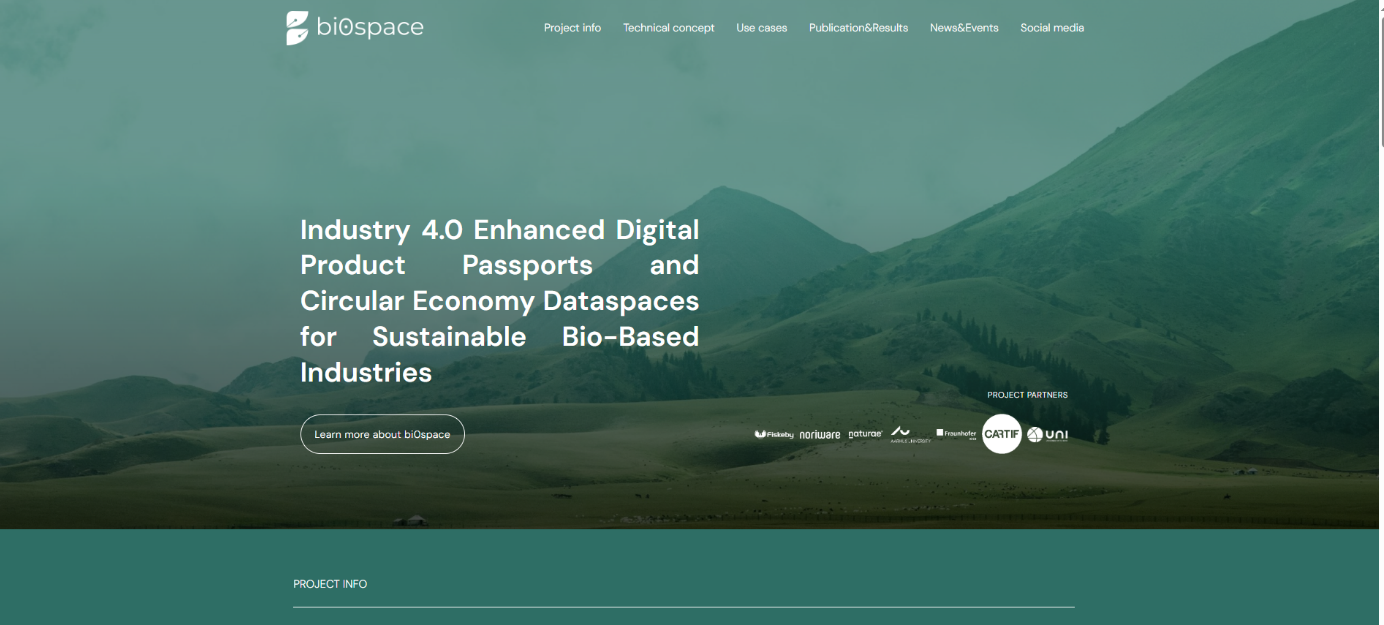 bi0space
Project info
Technical concept
Use cases
Publication&Results
News&Events
Social media
Industry 4.0 Enhanced Digital
Product Passports and
Circular Economy Dataspaces
for Sustainable Bio-Based
Industries
Learn more about bi0space
PROJECT PARTNERS
Fiskeby
noriware
naturae
AARHUS UNIVERSITY
Fraunhofer
CARTIF
UNI
PROJECT INFO